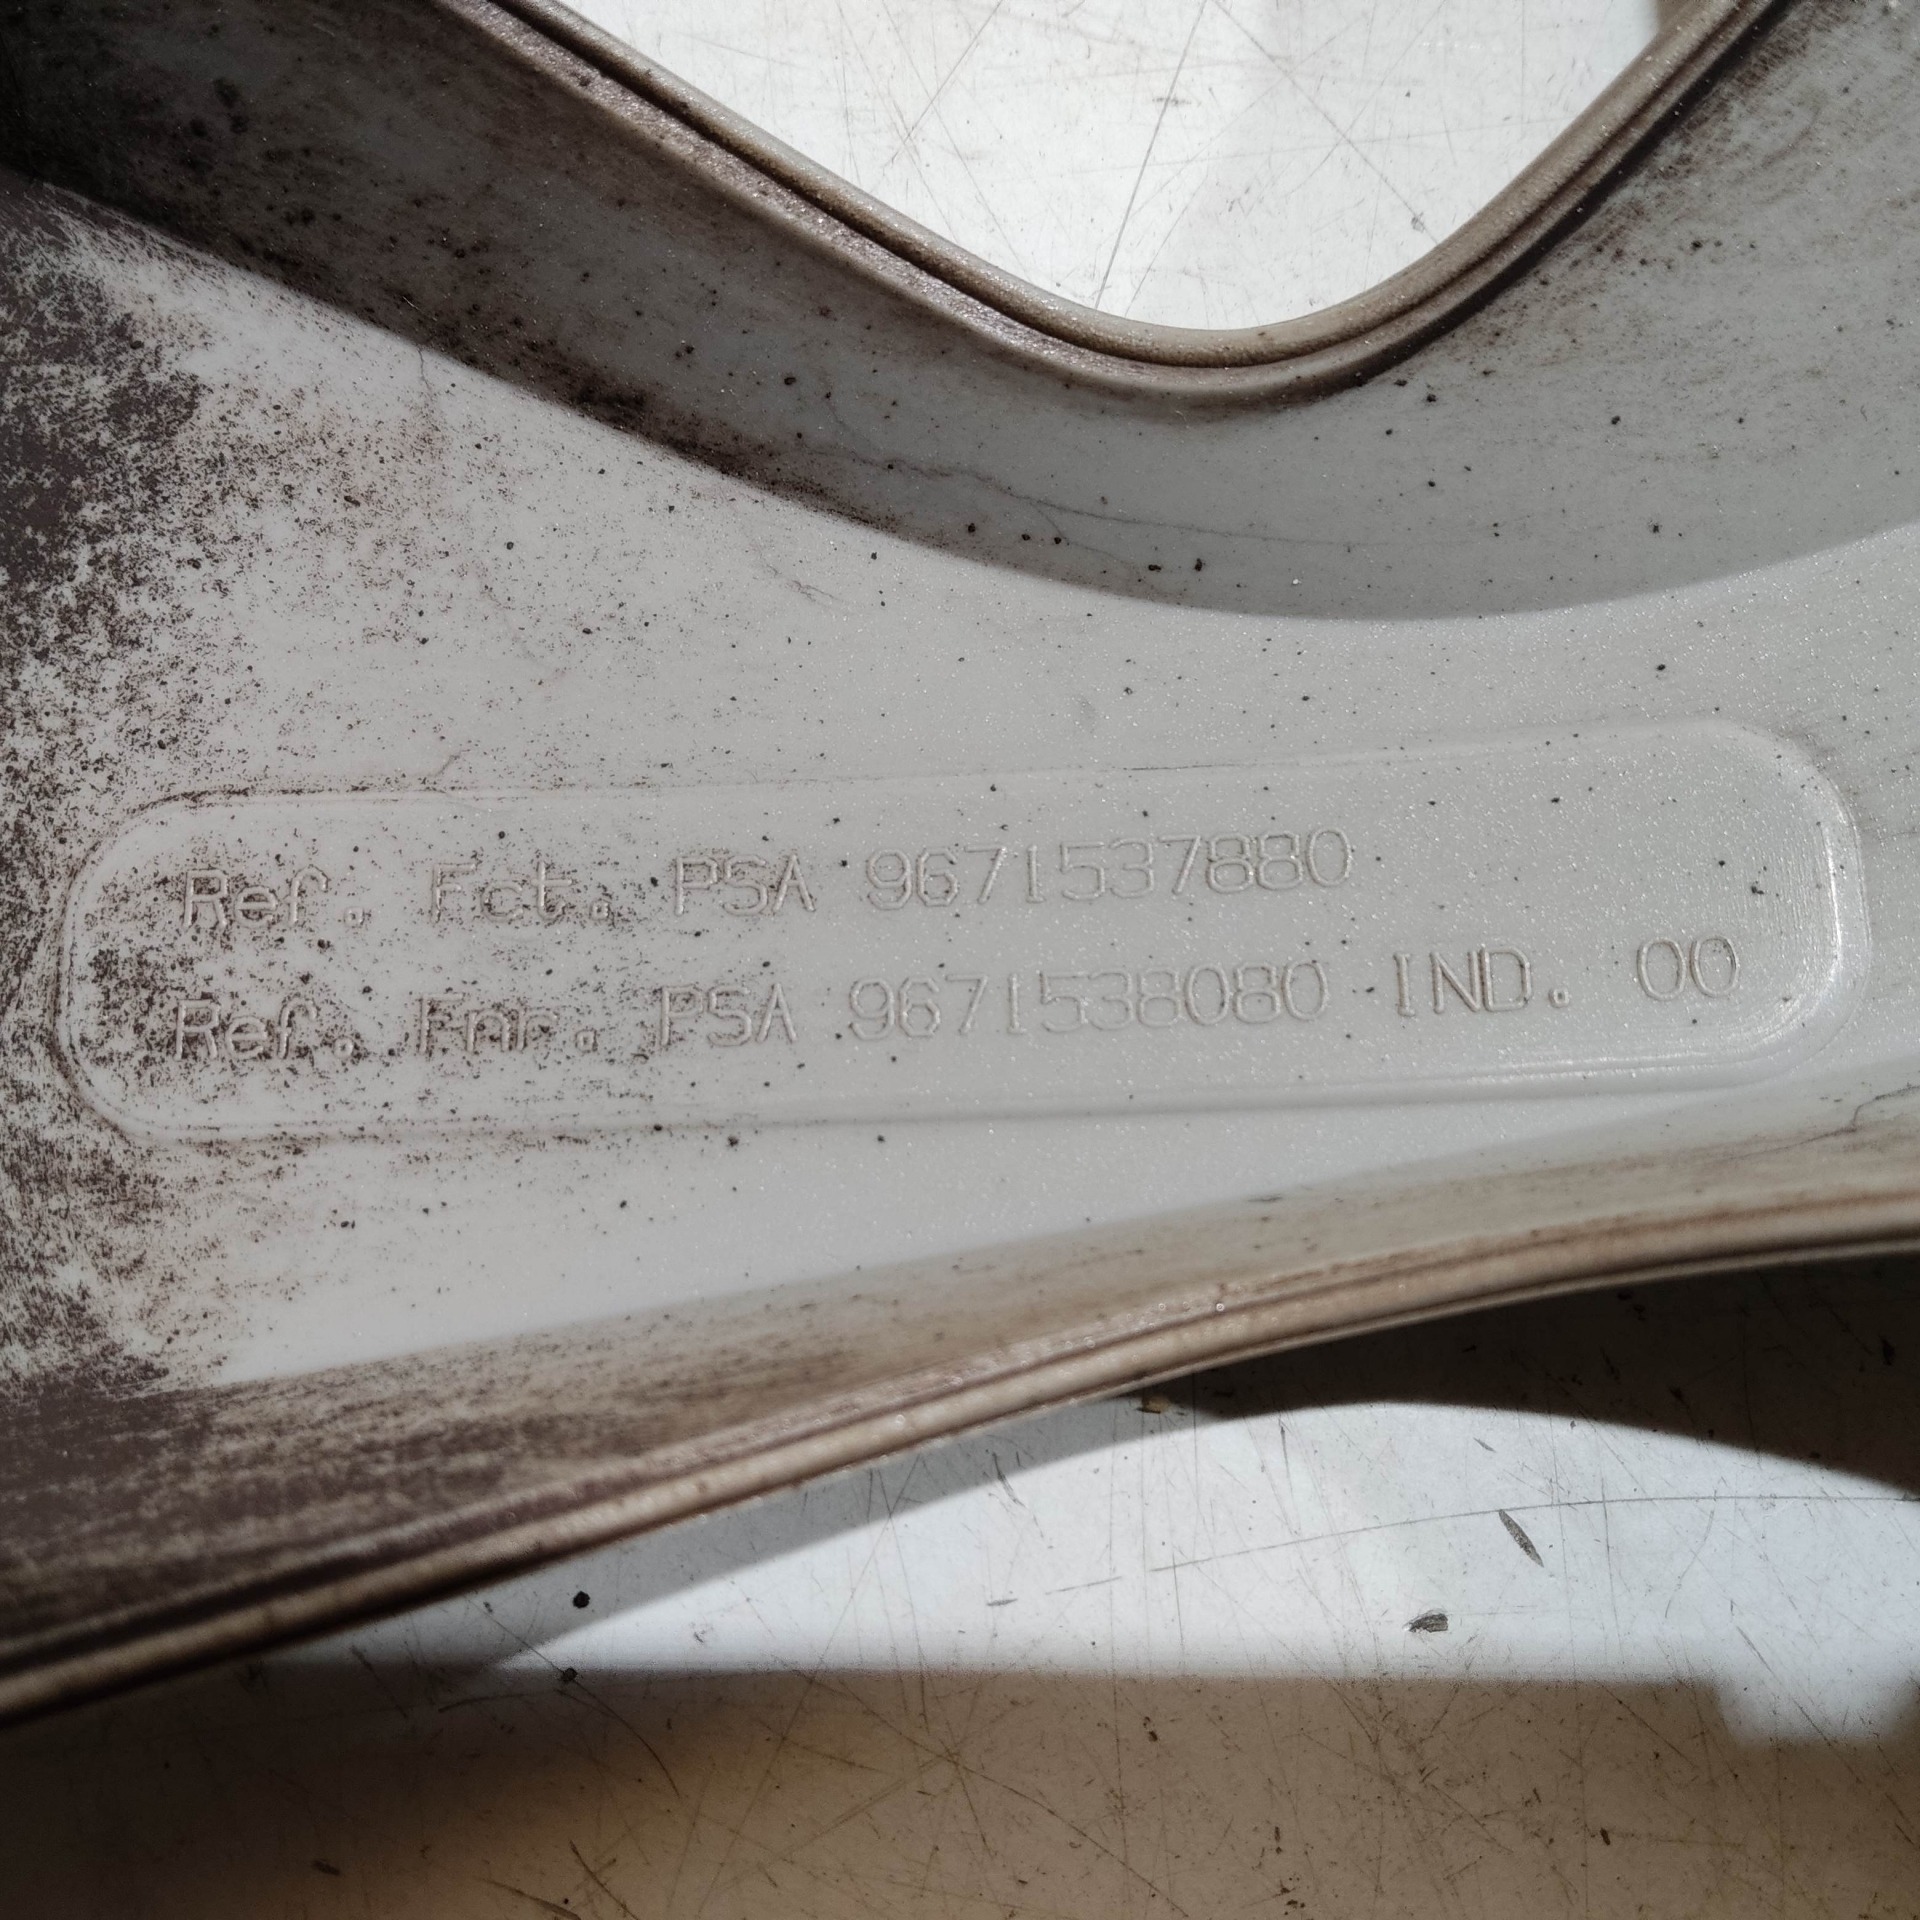 Ref. Fct. PSA 9671537880
Ref. Fnr. PSA 9671538080 IND. 00